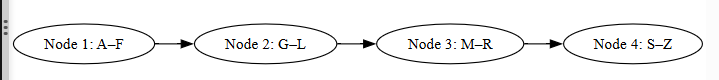 Node 1: A–F
Node 2: G–L
Node 3: M–R
Node 4: S–Z